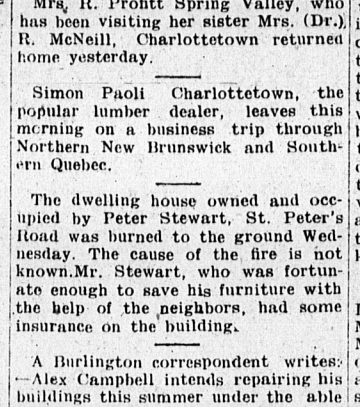 Mrs. R. Profitt Spring Valley, who
has been visiting her sister Mrs. (Dr.)
R. McNeill, Charlottetown returned
home yesterday.
Simon Paoli Charlottetown, the
popular lumber dealer, leaves this
morning on a business trip through
Northern New Brunswick and South-
ern Quebec.
The dwelling house owned and occ-
upied by Peter Stewart, St. Peter's
Road was burned to the ground Wed-
nesday. The cause of the fire is not
known.Mr. Stewart, who was fortun-
ate enough to save his furniture with
the help of the neighbors, had some
insurance on the building.
A Burlington correspondent writes:
—Alex Campbell intends repairing his
buildings this summer under the able